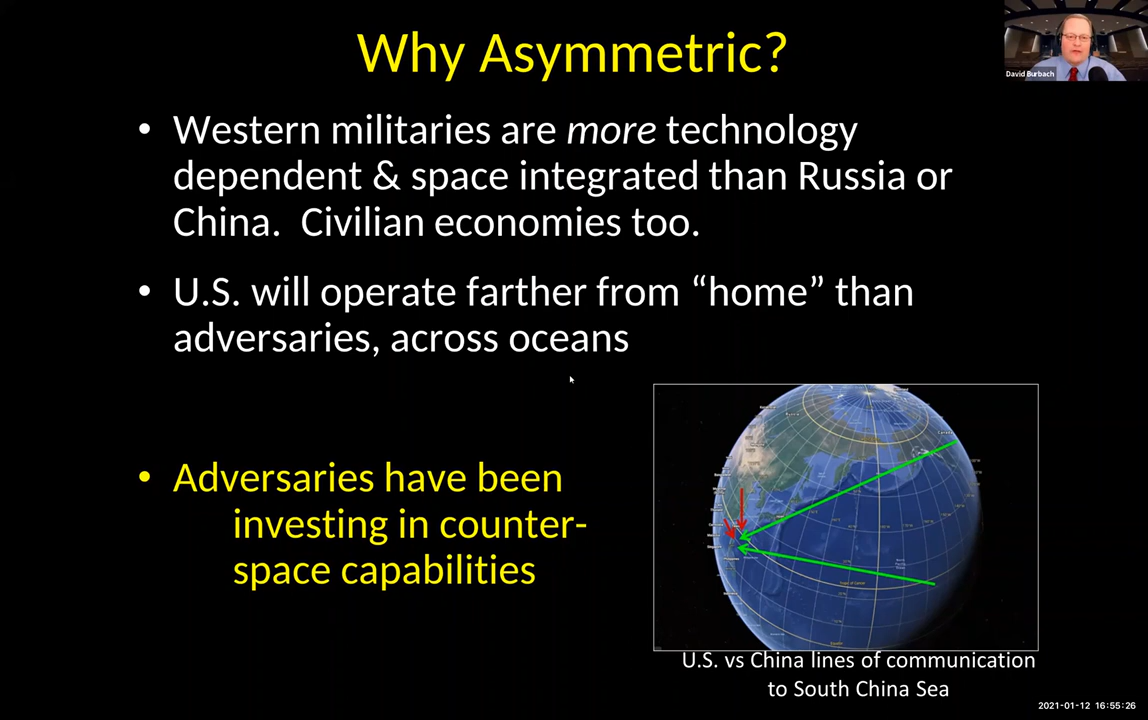 Why Asymmetric?
David Burbach
• Western militaries are more technology
dependent & space integrated than Russia or
China.  Civilian economies too.
• U.S. will operate farther from “home” than
adversaries, across oceans
• Adversaries have been
investing in counter-
space capabilities
Russia
Canada
U.S. vs China lines of communication
to South China Sea
2021-01-12 16:55:26